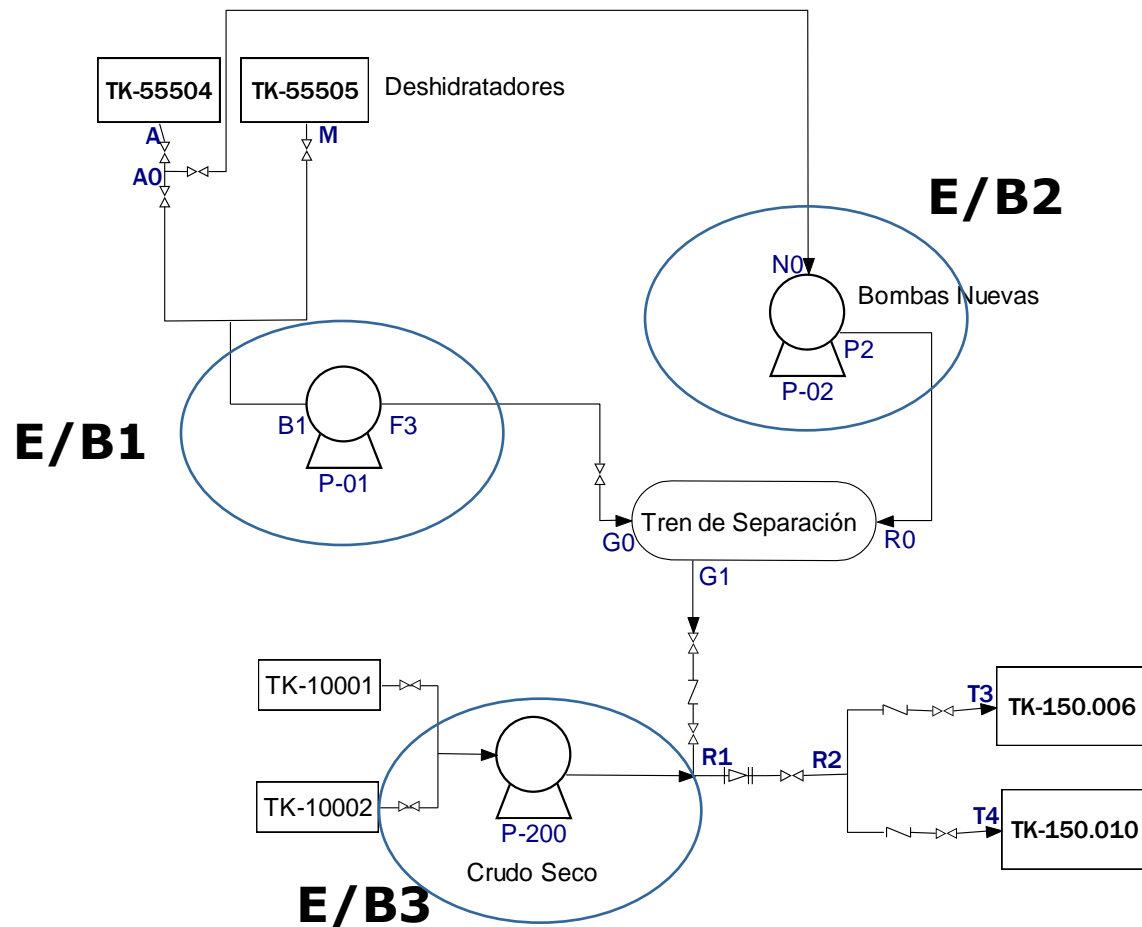 TK-55504
TK-55505
Deshidratadores
A
M
A0
E/B2
N0
Bombas Nuevas
P2
P-02
E/B1
B1
F3
P-01
Tren de Separación
G0
R0
G1
TK-10001
T3
TK-150.006
R1
R2
TK-10002
P-200
T4
TK-150.010
Crudo Seco
E/B3